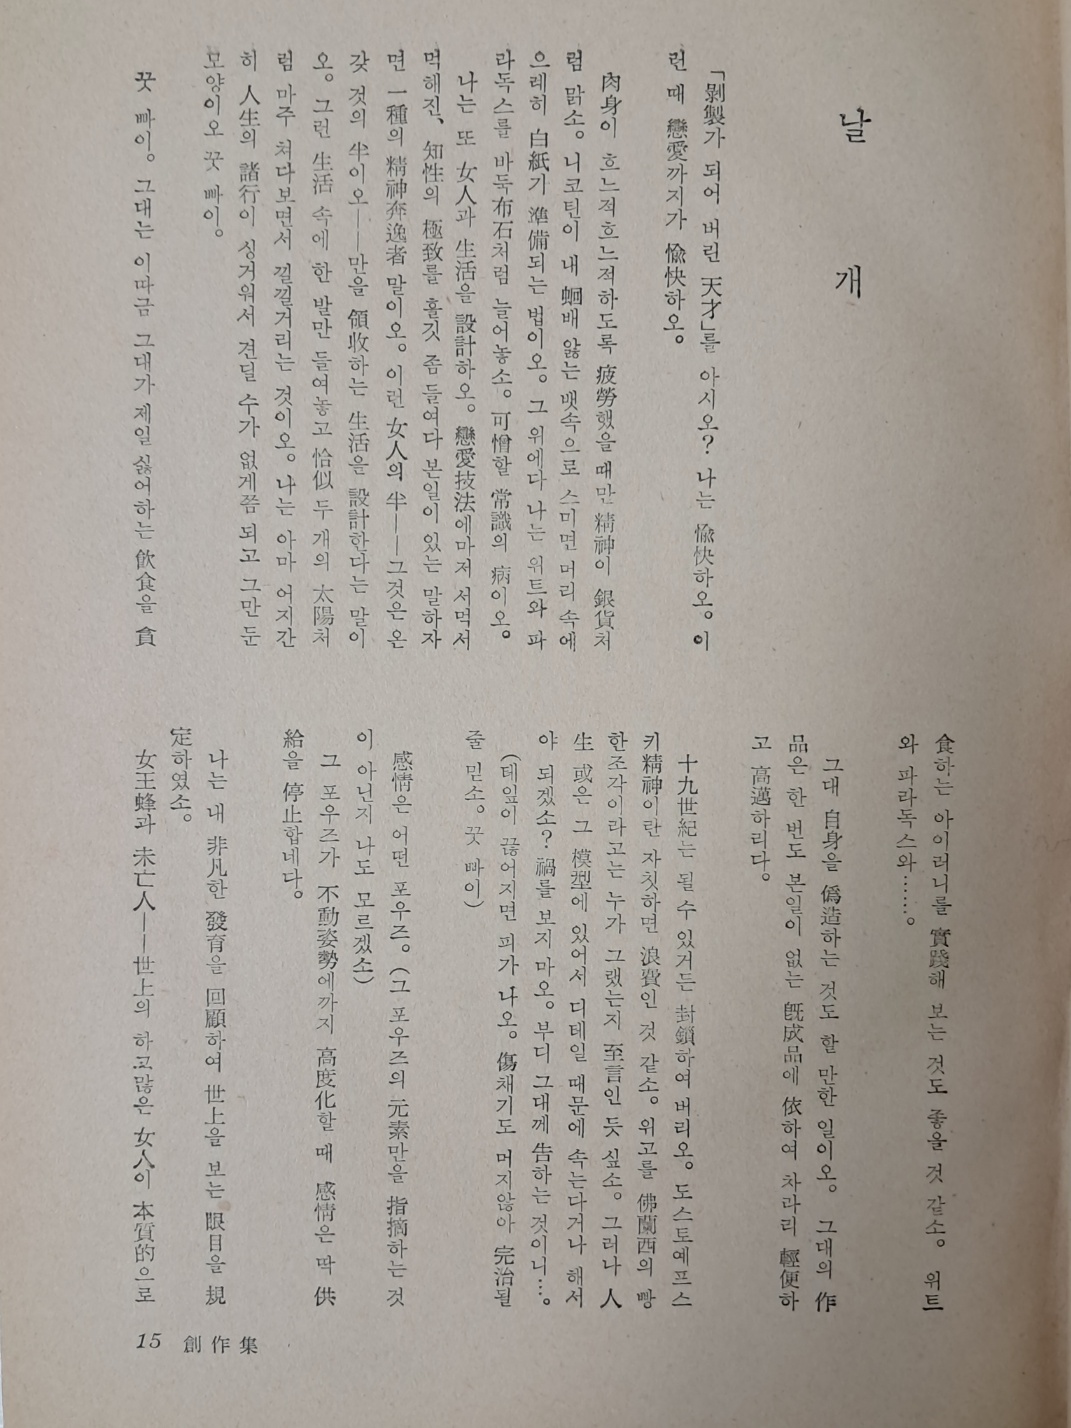 날개
「剝製가 되어 버린 天才」를 아시오? 나는 愉快하오。 이
런 때 戀愛까지가 愉快하오。
肉身이 흐느적흐느적하도록 疲勞했을 때만 精神이 銀貨처
럼 맑소。 니코틴이 내 蛔배 앓는 뱃속으로 스미면 머리 속에
으레히 白紙가 準備되는 법이오。 그 위에다 나는 위트와 파
라독스를 바둑布石처럼 늘어놓소。 可憎할 常識의 病이오。
나는 또 女人과 生活을 設計하오。 戀愛技法에마저 서먹서
먹해진、 知性의 極致를 흘깃 좀 들여다 본일이 있는 말하자
면 一種의 精神奔逸者 말이오。 이런 女人의 半——그것은 온
갖 것의 半이오——만을 領收하는 生活을 設計한다는 말이
오。 그런 生活 속에 한 발만 들여놓고 恰似 두 개의 太陽처
럼 마주 쳐다보면서 낄낄거리는 것이오。 나는 아마 어지간
히 人生의 諸行이 싱거워서 견딜 수가 없게쯤 되고 그만 둔
모양이오 꿋 빠이。
꿋 빠이。 그대는 이따금 그대가 제일 싫어하는 飮食을 貪
食하는 아이러니를 實踐해 보는 것도 좋을 것 같소。 위트
와 파라독스와……。
그대 自身을 僞造하는 것도 할 만한 일이오。 그대의 作
品은 한 번도 본일이 없는 旣成品에 依하여 차라리 輕便하
고 高邁하리다。
十九世紀는 될 수 있거든 封鎖하여 버리오。 도스토예프스
키精神이란 자칫하면 浪費인 것 같소。 위고를 佛蘭西의 빵
한조각이라고는 누가 그랬는지 至言인 듯 싶소。 그러나 人
生 或은 그 模型에 있어서 디테일 때문에 속는다거나 해서
야 되겠소? 禍를 보지 마오。 부디 그대께 告하는 것이니…。
(테잎이 끊어지면 피가 나오。 傷채기도 머지않아 完治될
줄 믿소。 꿋 빠이)
感情은 어떤 포우즈。 (그 포우즈의 元素만을 指摘하는 것
이 아닌지 나도 모르겠소)
그 포우즈가 不動姿勢에까지 高度化할 때 感情은 딱 供
給을 停止합네다。
나는 내 非凡한 發育을 回顧하여 世上을 보는 眼目을 規
定하였소。
女王蜂과 未亡人——世上의 하고많은 女人이 本質的으로
15 創作集